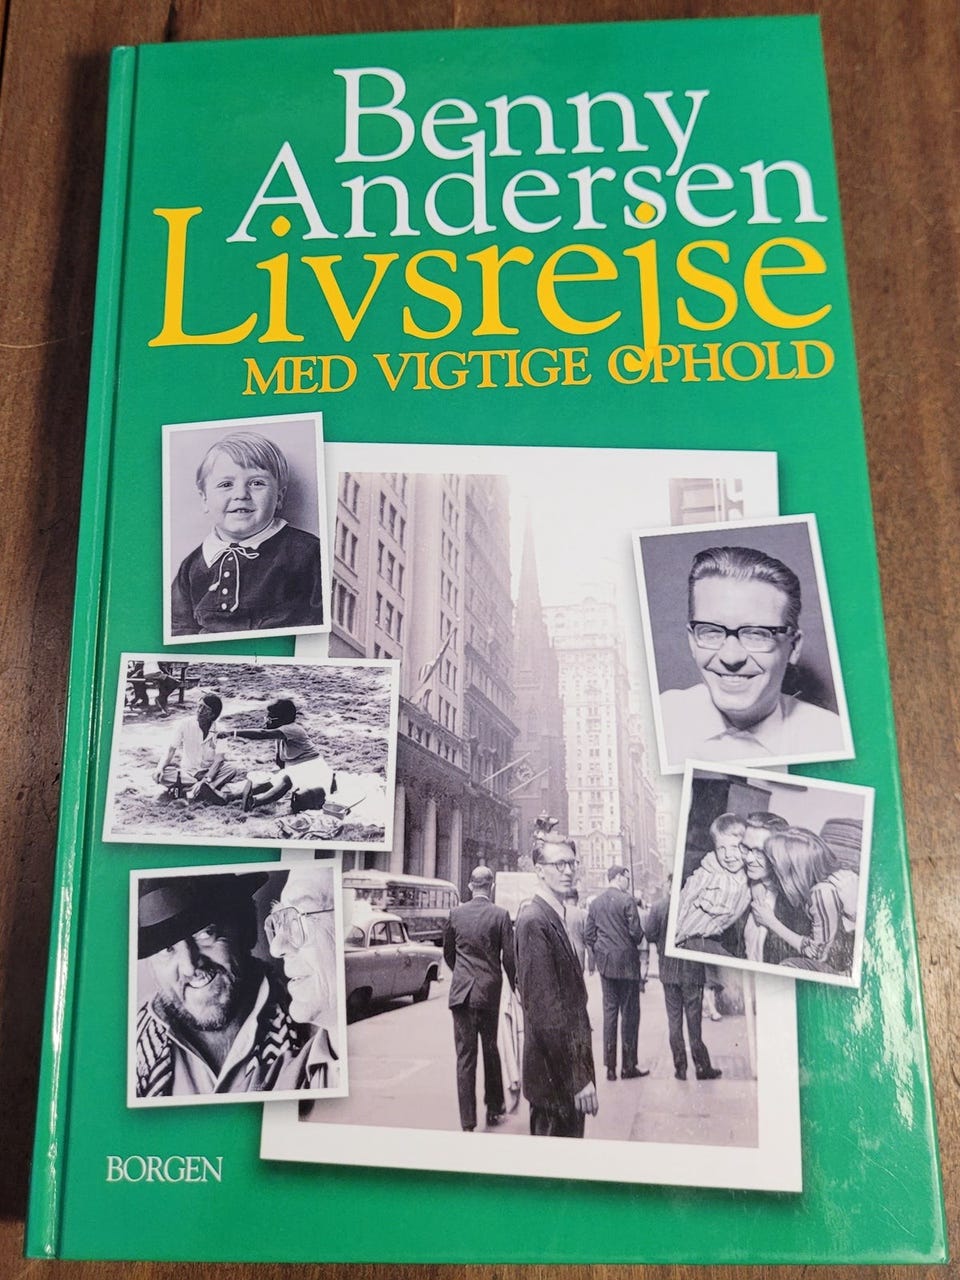 Benny
Andersen
Livsrejse
MED VIGTIGE OPHOLD
BORGEN